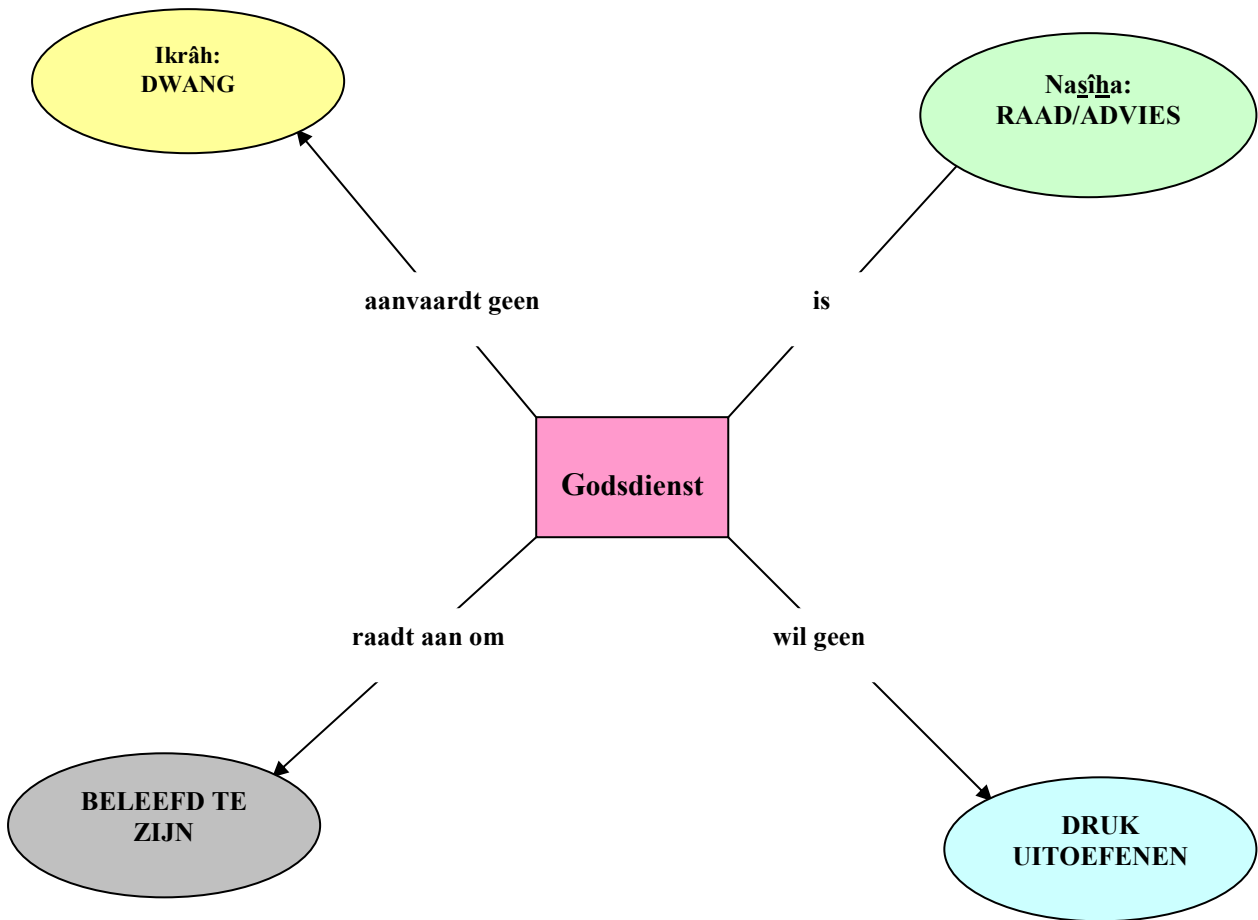 Ikrâh:
DWANG
Nasîha:
RAAD/ADVIES
aanvaardt geen
is
Godsdienst
raadt aan om
wil geen
BELEEFD TE
ZIJN
DRUK
UITOEFENEN